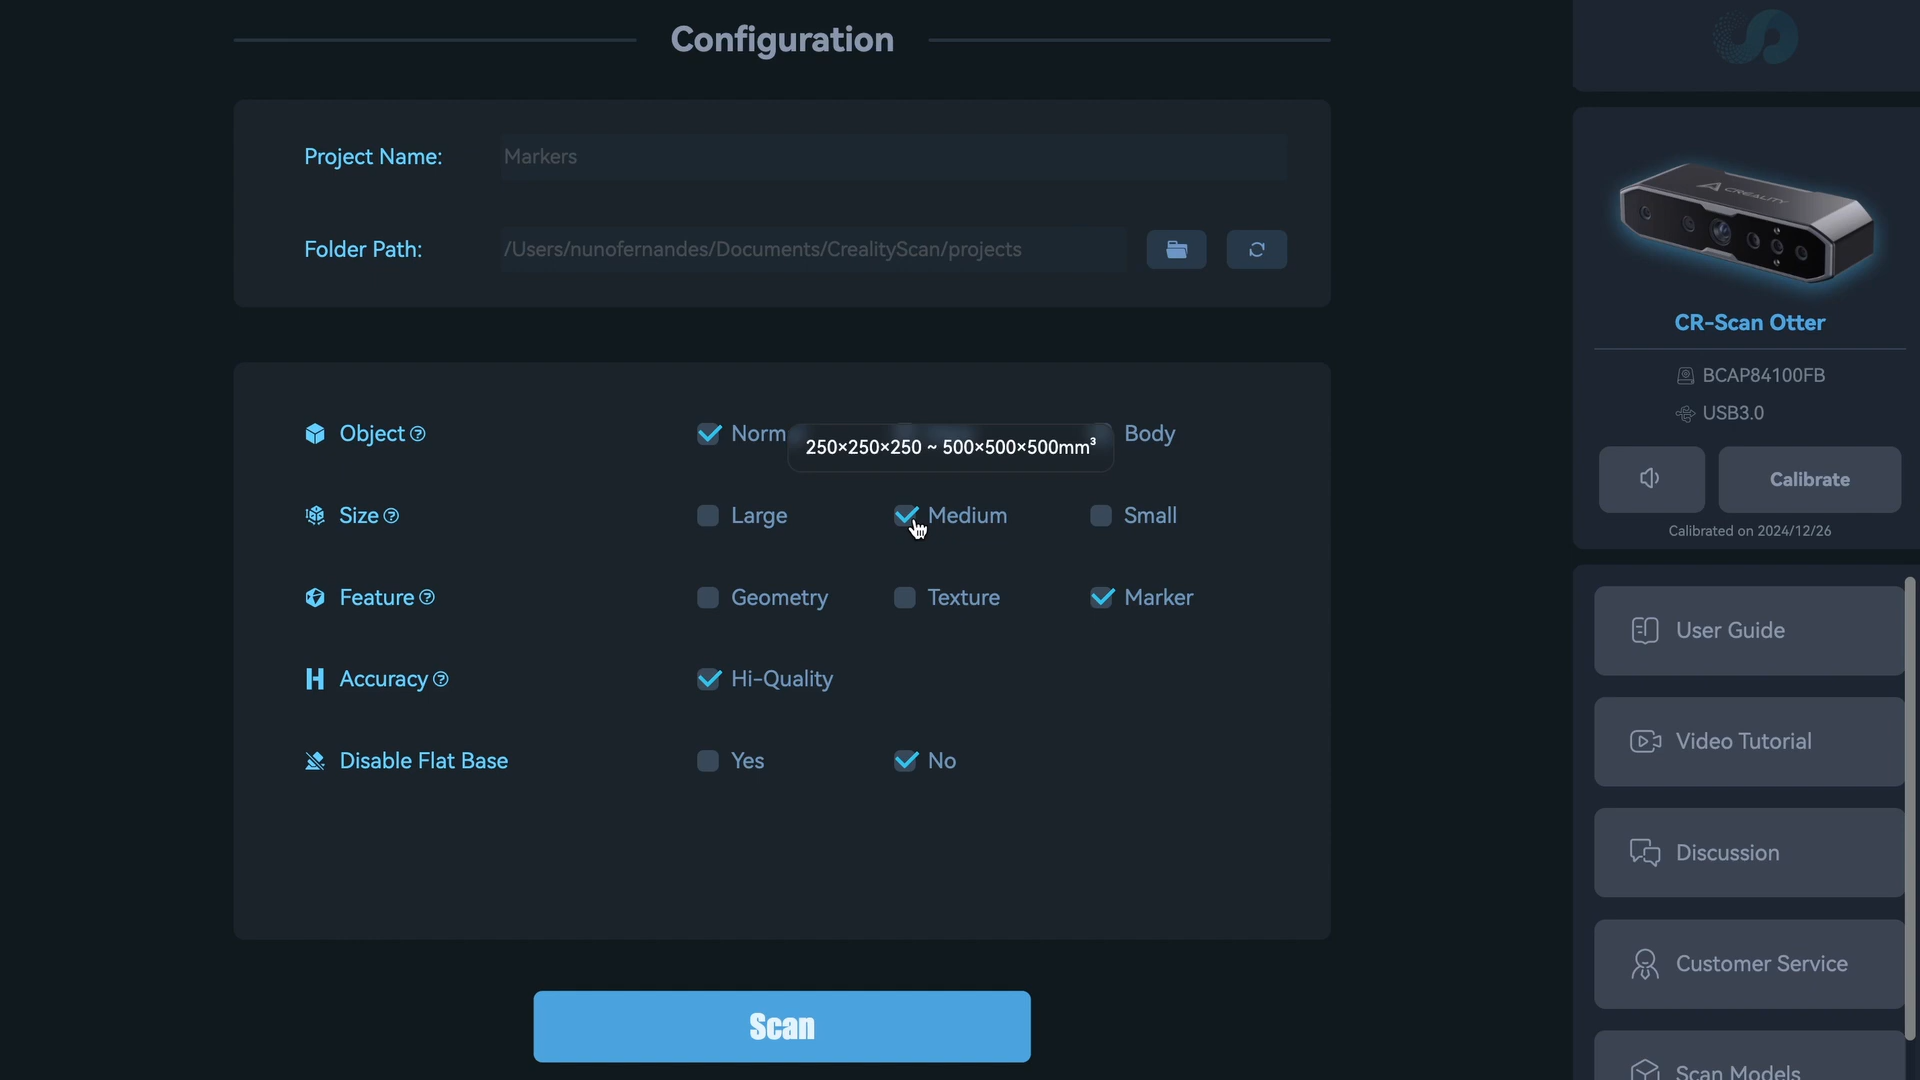 Configuration
Project Name:
Markers
Folder Path:
/Users/nunofernandes/Documents/CrealityScan/projects
Object
Norm
Body
250×250×250 ~ 500×500×500mm³
Size
Large
Medium
Small
Feature
Geometry
Texture
Marker
Accuracy
Hi-Quality
Disable Flat Base
Yes
No
Scan
CREALITY
CR-Scan Otter
BCAP84100FB
USB3.0
Calibrate
Calibrated on 2024/12/26
User Guide
Video Tutorial
Discussion
Customer Service
Scan Models